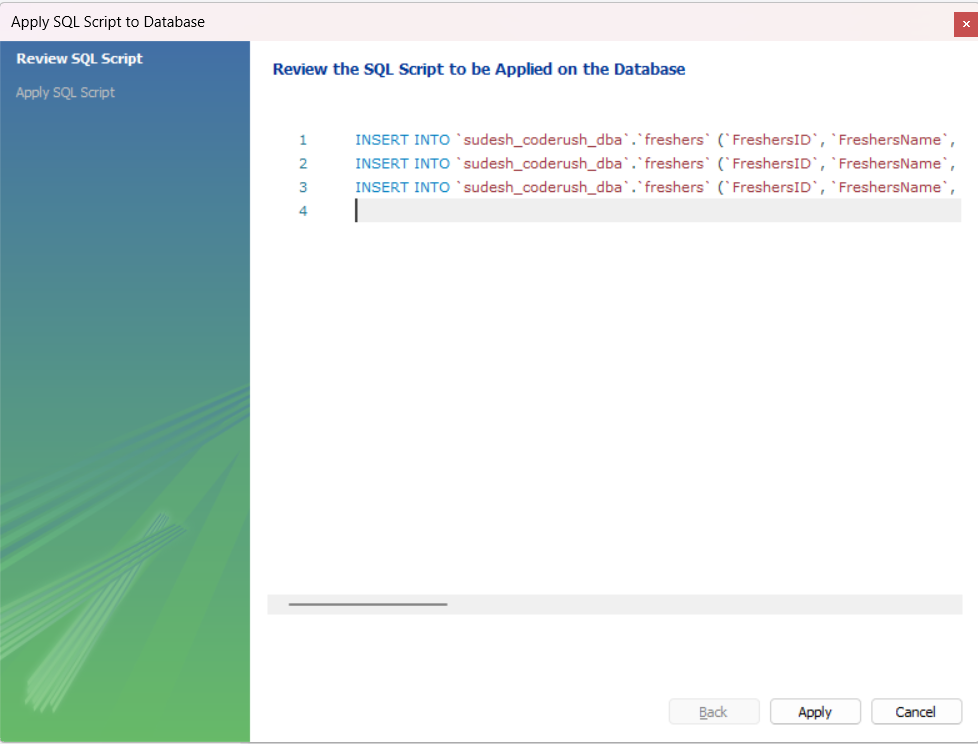 Apply SQL Script to Database
Review SQL Script
Apply SQL Script
Review the SQL Script to be Applied on the Database
1 INSERT INTO `sudesh_coderush_dba`.`freshers` (`FreshersID`, `FreshersName`,
2 INSERT INTO `sudesh_coderush_dba`.`freshers` (`FreshersID`, `FreshersName`,
3 INSERT INTO `sudesh_coderush_dba`.`freshers` (`FreshersID`, `FreshersName`,
4
Back Apply Cancel